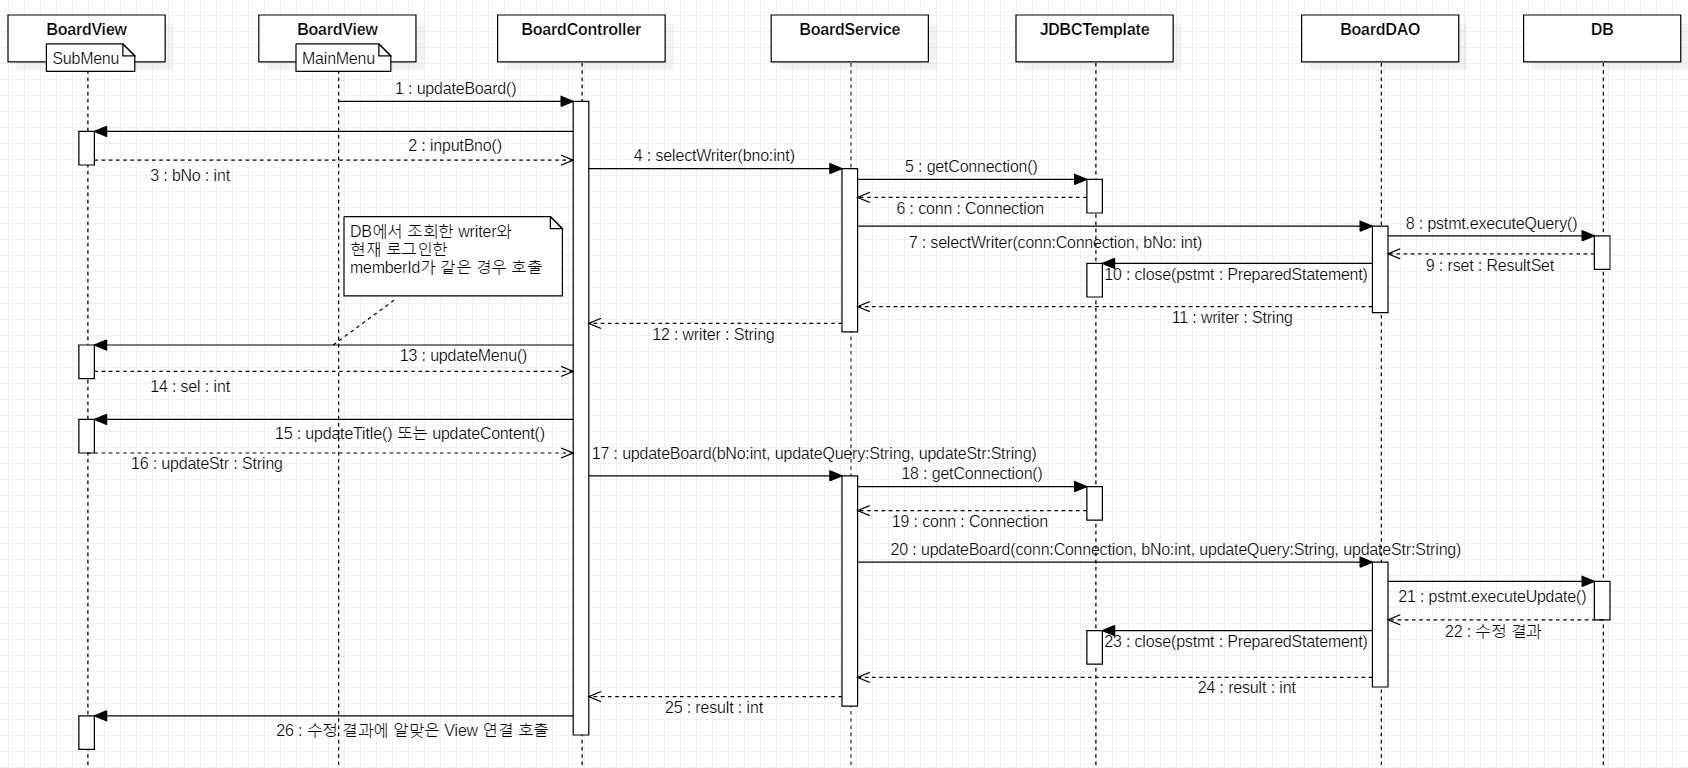 BoardView
BoardView
BoardController
BoardService
JDBCTemplate
BoardDAO
DB
SubMenu
MainMenu
1 : updateBoard()
2 : inputBno()
3 : bNo : int
4 : selectWriter(bno:int)
5 : getConnection()
6 : conn : Connection
7 : selectWriter(conn:Connection, bNo: int)
8 : pstmt.executeQuery()
9 : rset : ResultSet
10 : close(pstmt : PreparedStatement)
11 : writer : String
12 : writer : String
DB에서 조회한 writer와
현재 로그인한
memberId가 같은 경우 호출
13 : updateMenu()
14 : sel : int
15 : updateTitle() 또는 updateContent()
16 : updateStr : String
17 : updateBoard(bNo:int, updateQuery:String, updateStr:String)
18 : getConnection()
19 : conn : Connection
20 : updateBoard(conn:Connection, bNo:int, updateQuery:String, updateStr:String)
21 : pstmt.executeUpdate()
22 : 수정 결과
23 : close(pstmt : PreparedStatement)
24 : result : int
25 : result : int
26 : 수정 결과에 알맞은 View 연결 호출